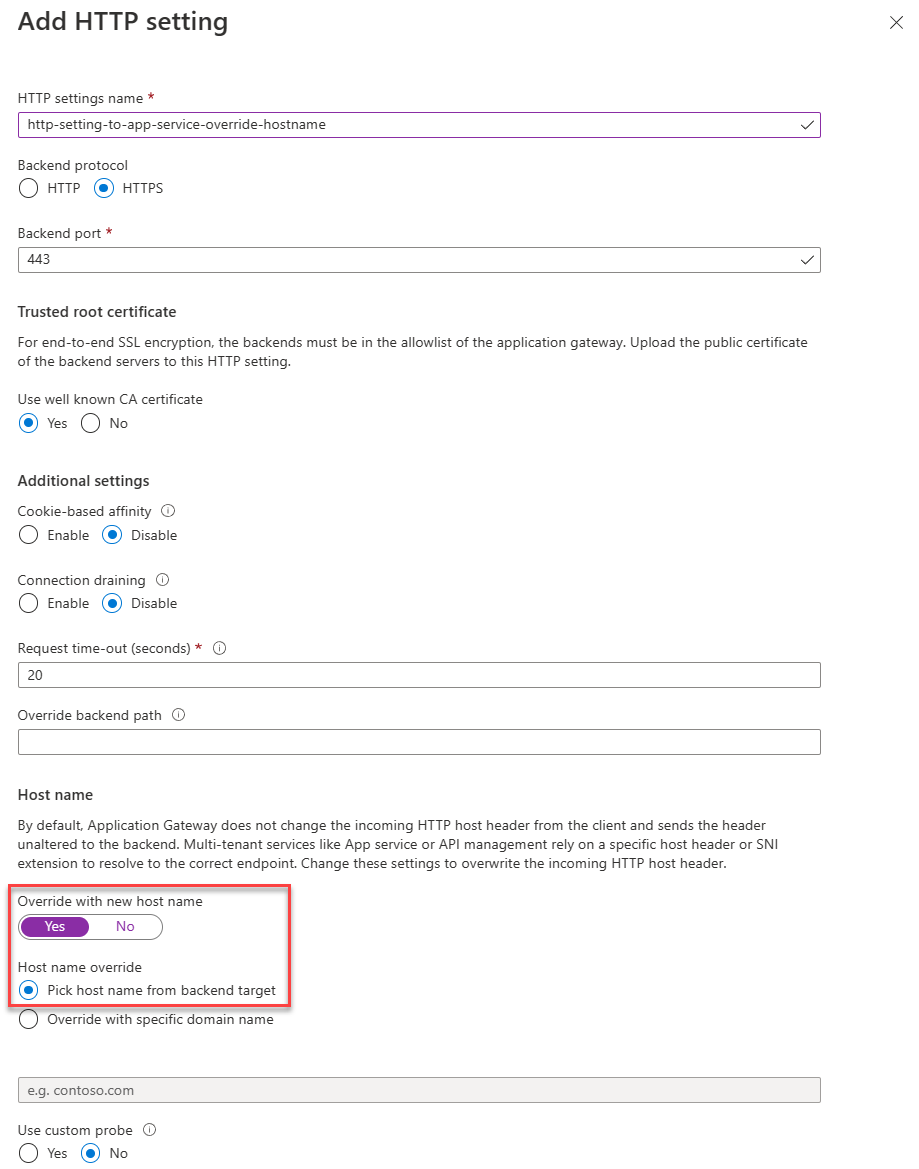 Add HTTP setting
HTTP settings name *
http-setting-to-app-service-override-hostname
Backend protocol
HTTP HTTPS
Backend port *
443
Trusted root certificate
For end-to-end SSL encryption, the backends must be in the allowlist of the application gateway. Upload the public certificate
of the backend servers to this HTTP setting.
Use well known CA certificate
Yes No
Additional settings
Cookie-based affinity
Enable Disable
Connection draining
Enable Disable
Request time-out (seconds) *
20
Override backend path
Host name
By default, Application Gateway does not change the incoming HTTP host header from the client and sends the header
unaltered to the backend. Multi-tenant services like App service or API management rely on a specific host header or SNI
extension to resolve to the correct endpoint. Change these settings to overwrite the incoming HTTP host header.
Override with new host name
Yes No
Host name override
Pick host name from backend target
Override with specific domain name
e.g. contoso.com
Use custom probe
Yes No